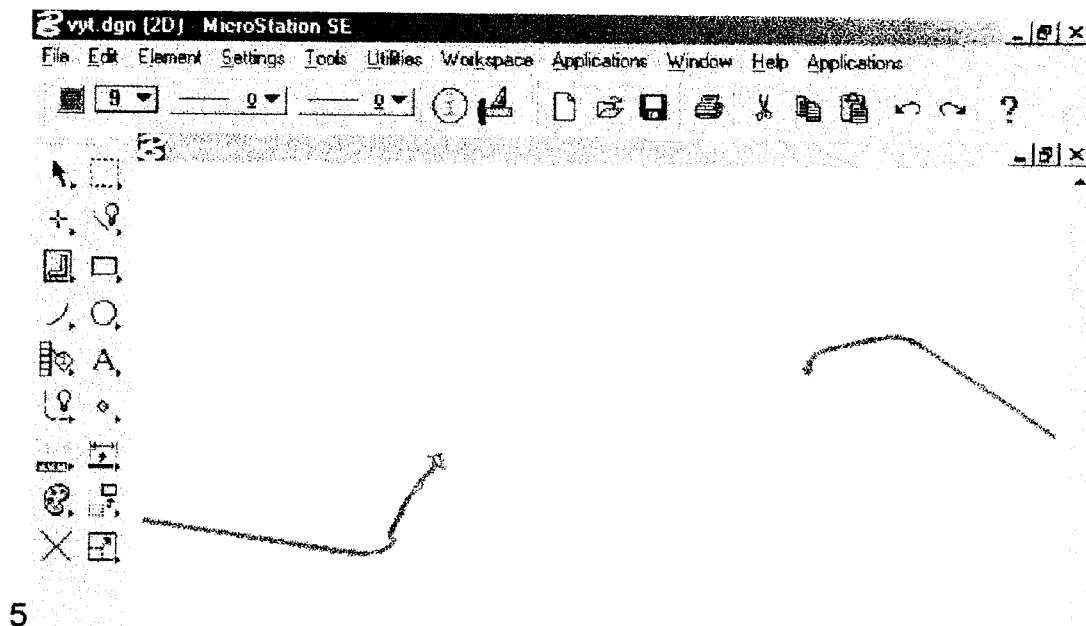 vyt.dgn (2D) - MicroStation SE
File Edit Element Settings Tools Utilities Workspace Applications Window Help Applications
9 0 0
A
5